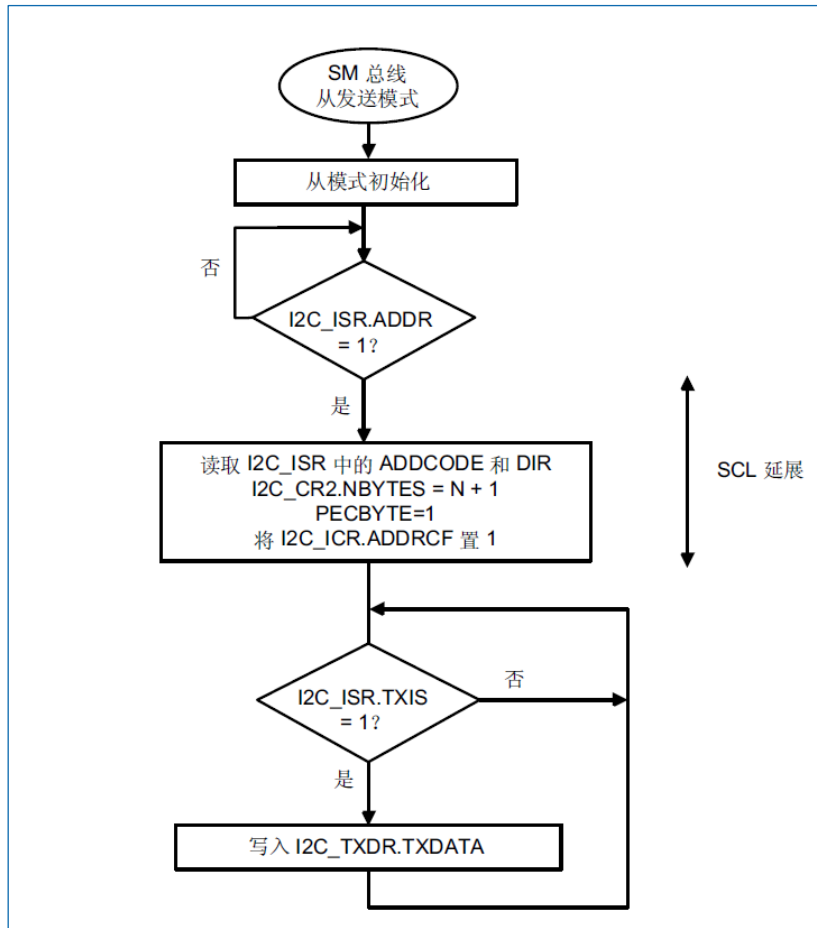 SM 总线
从发送模式
从模式初始化
否
I2C_ISR.ADDR
= 1?
是
读取 I2C_ISR 中的 ADDCODE 和 DIR
I2C_CR2.NBYTES = N + 1
PECBYTE=1
将 I2C_ICR.ADDRCF 置 1
SCL 延展
I2C_ISR.TXIS
= 1?
否
是
写入 I2C_TXDR.TXDATA